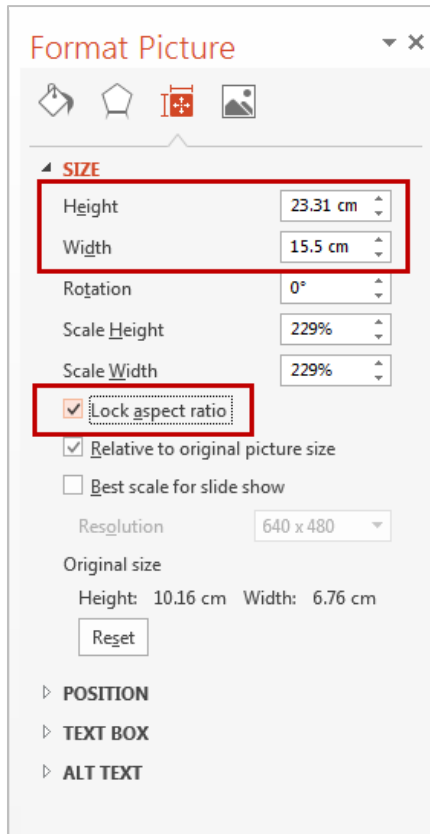 Format Picture
SIZE
Height 23.31 cm
Width 15.5 cm
Rotation 0°
Scale Height 229%
Scale Width 229%
Lock aspect ratio
Relative to original picture size
Best scale for slide show
Resolution 640 x 480
Original size
Height: 10.16 cm Width: 6.76 cm
Reset
POSITION
TEXT BOX
ALT TEXT